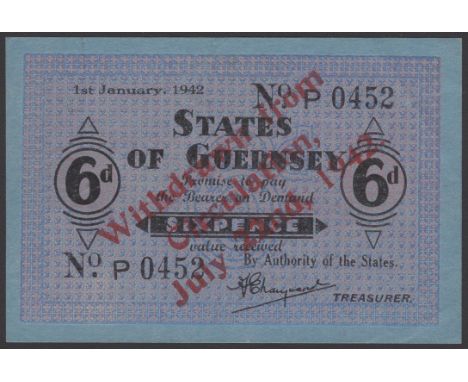 1st January, 1942
No. P 0452
STATES
OF GUERNSEY
6d
6d
Promise to pay
the Bearer on Demand
SIXPENCE
value received
No. P 0452
By Authority of the States.
TREASURER.
Withdrawn from
Circulation,
July